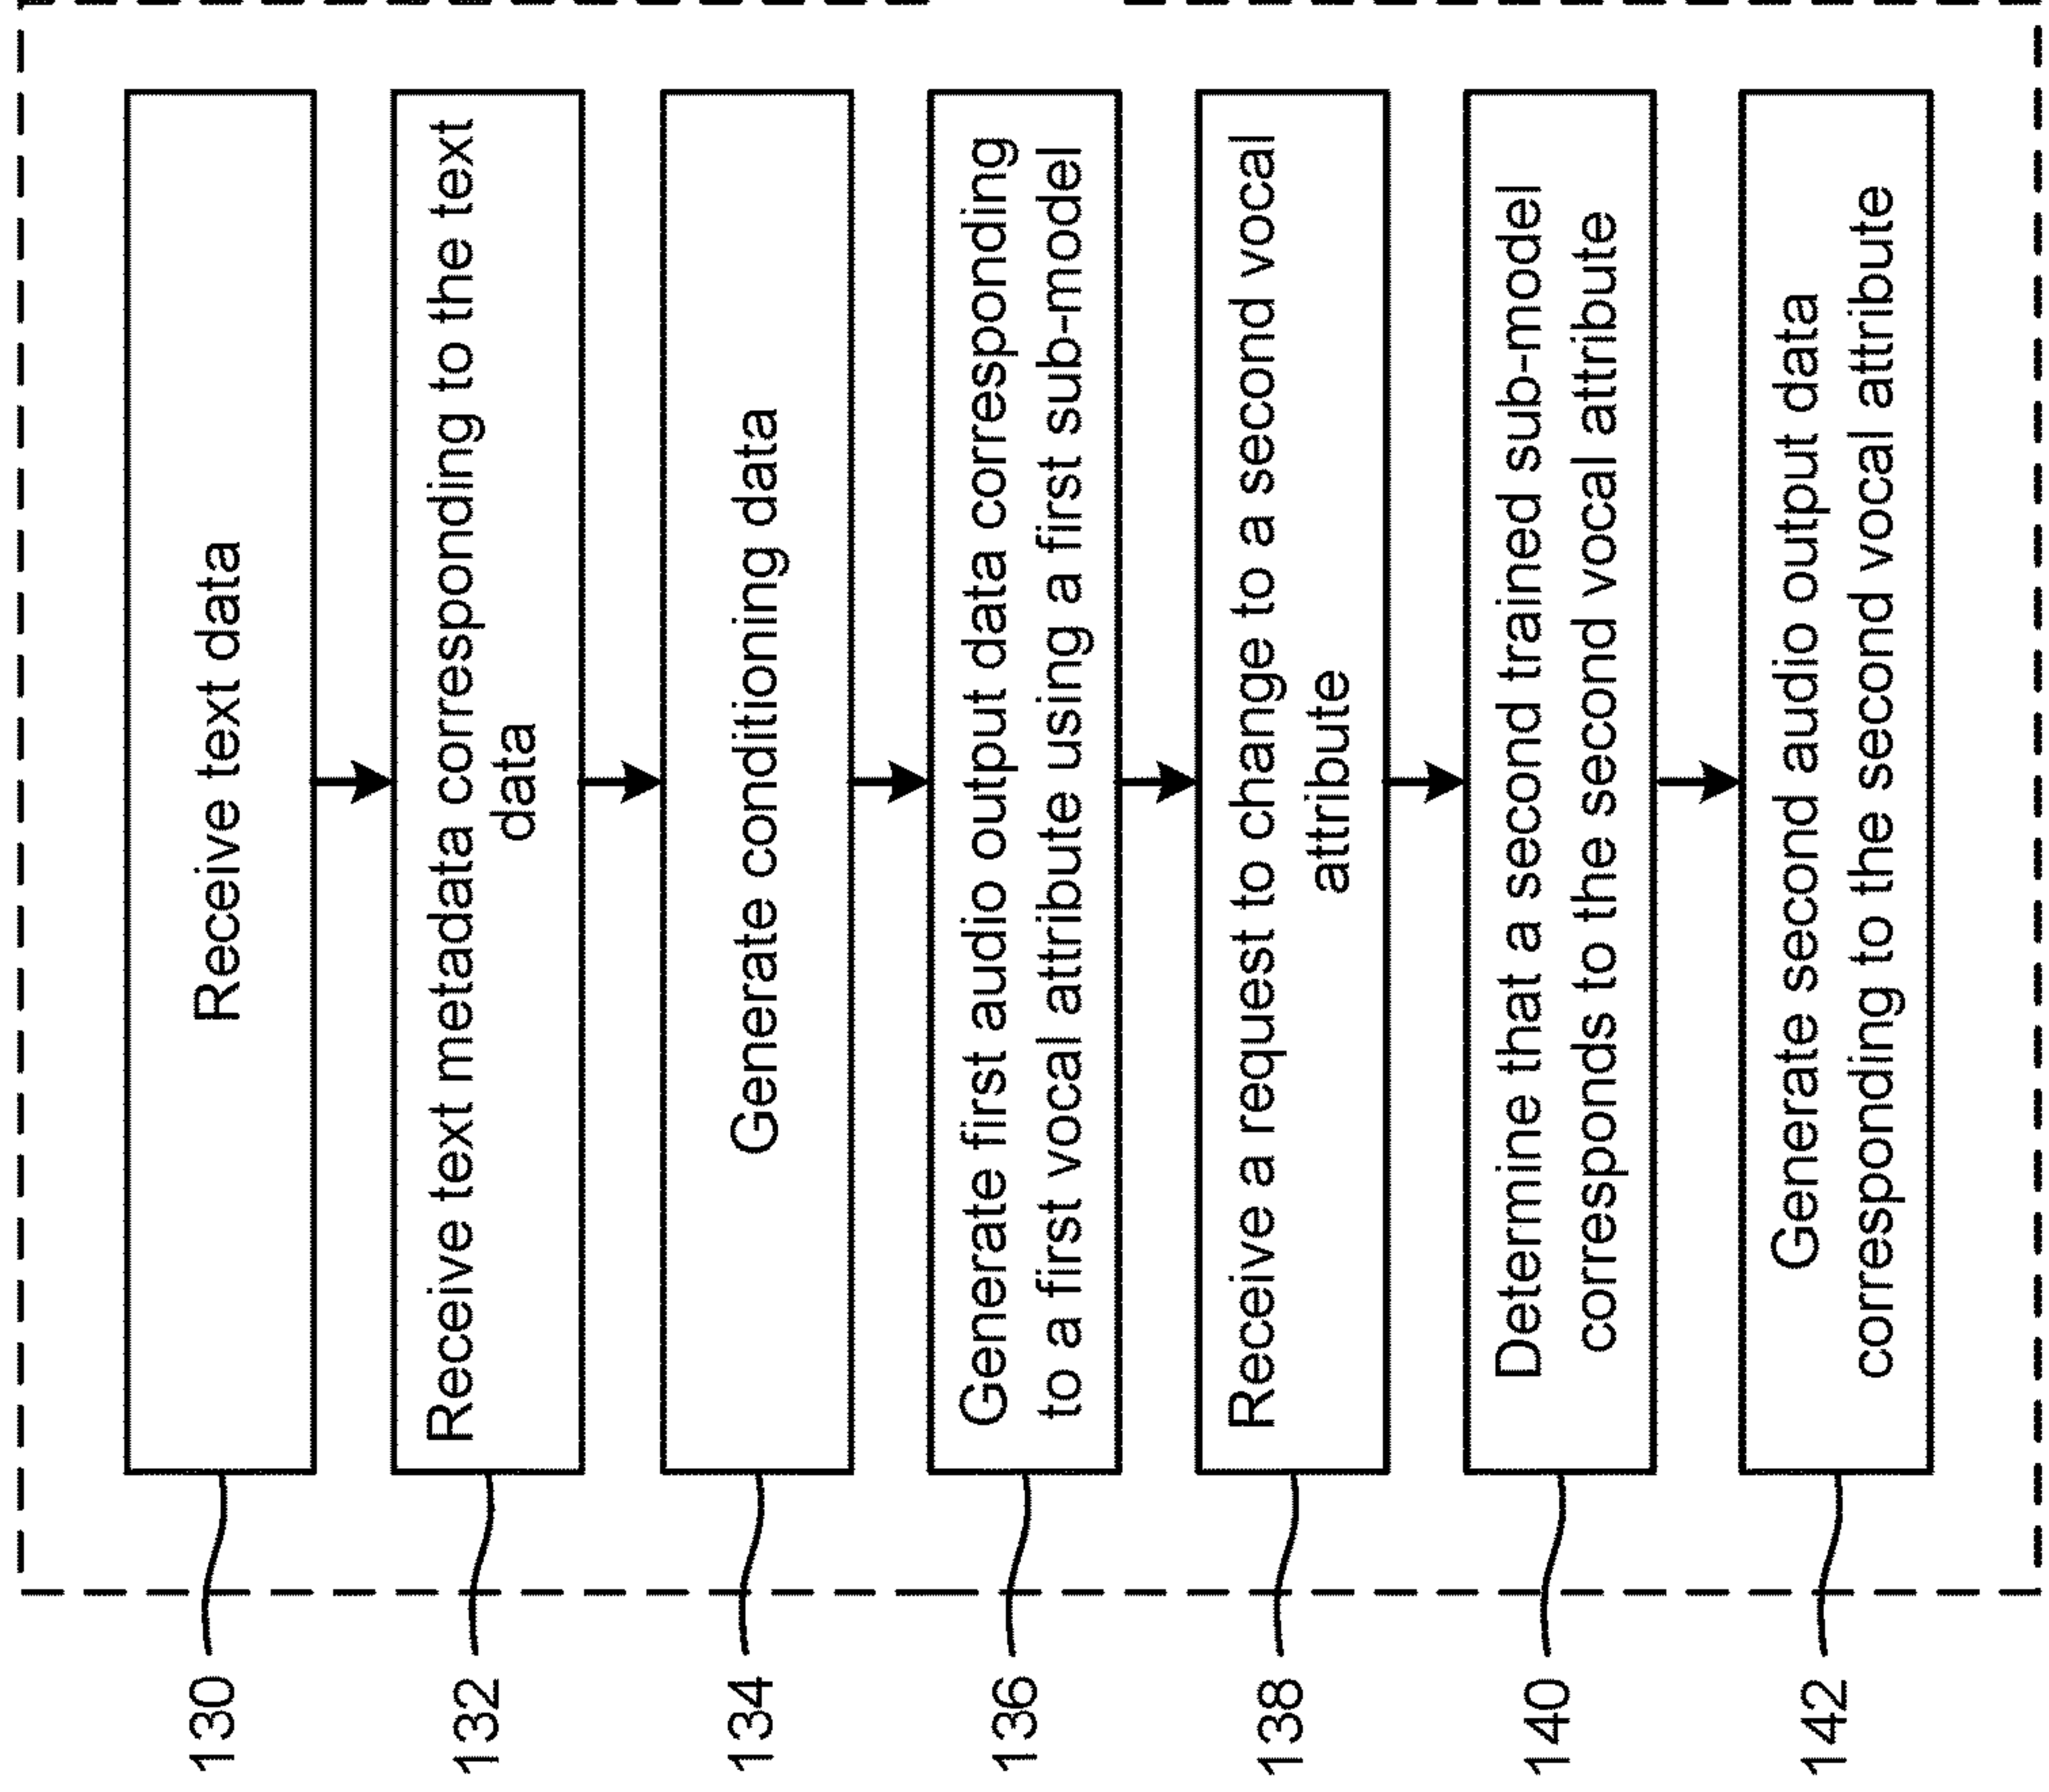 130
Receive text data
132
Receive text metadata corresponding to the text
data
134
Generate conditioning data
136
Generate first audio output data corresponding
to a first vocal attribute using a first sub-model
138
Receive a request to change to a second vocal
attribute
140
Determine that a second trained sub-model
corresponds to the second vocal attribute
142
Generate second audio output data
corresponding to the second vocal attribute